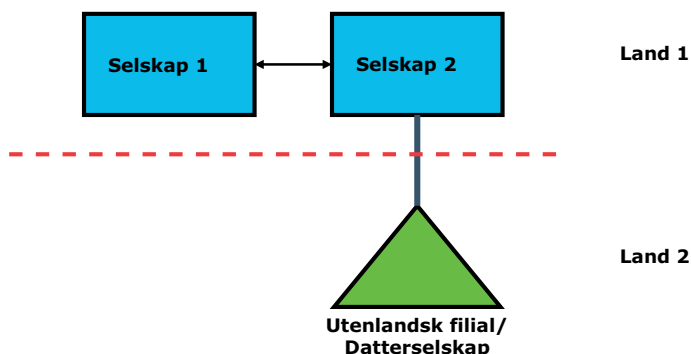 Selskap 1
Selskap 2
Land 1
Land 2
Utenlandsk filial/
Datterselskap